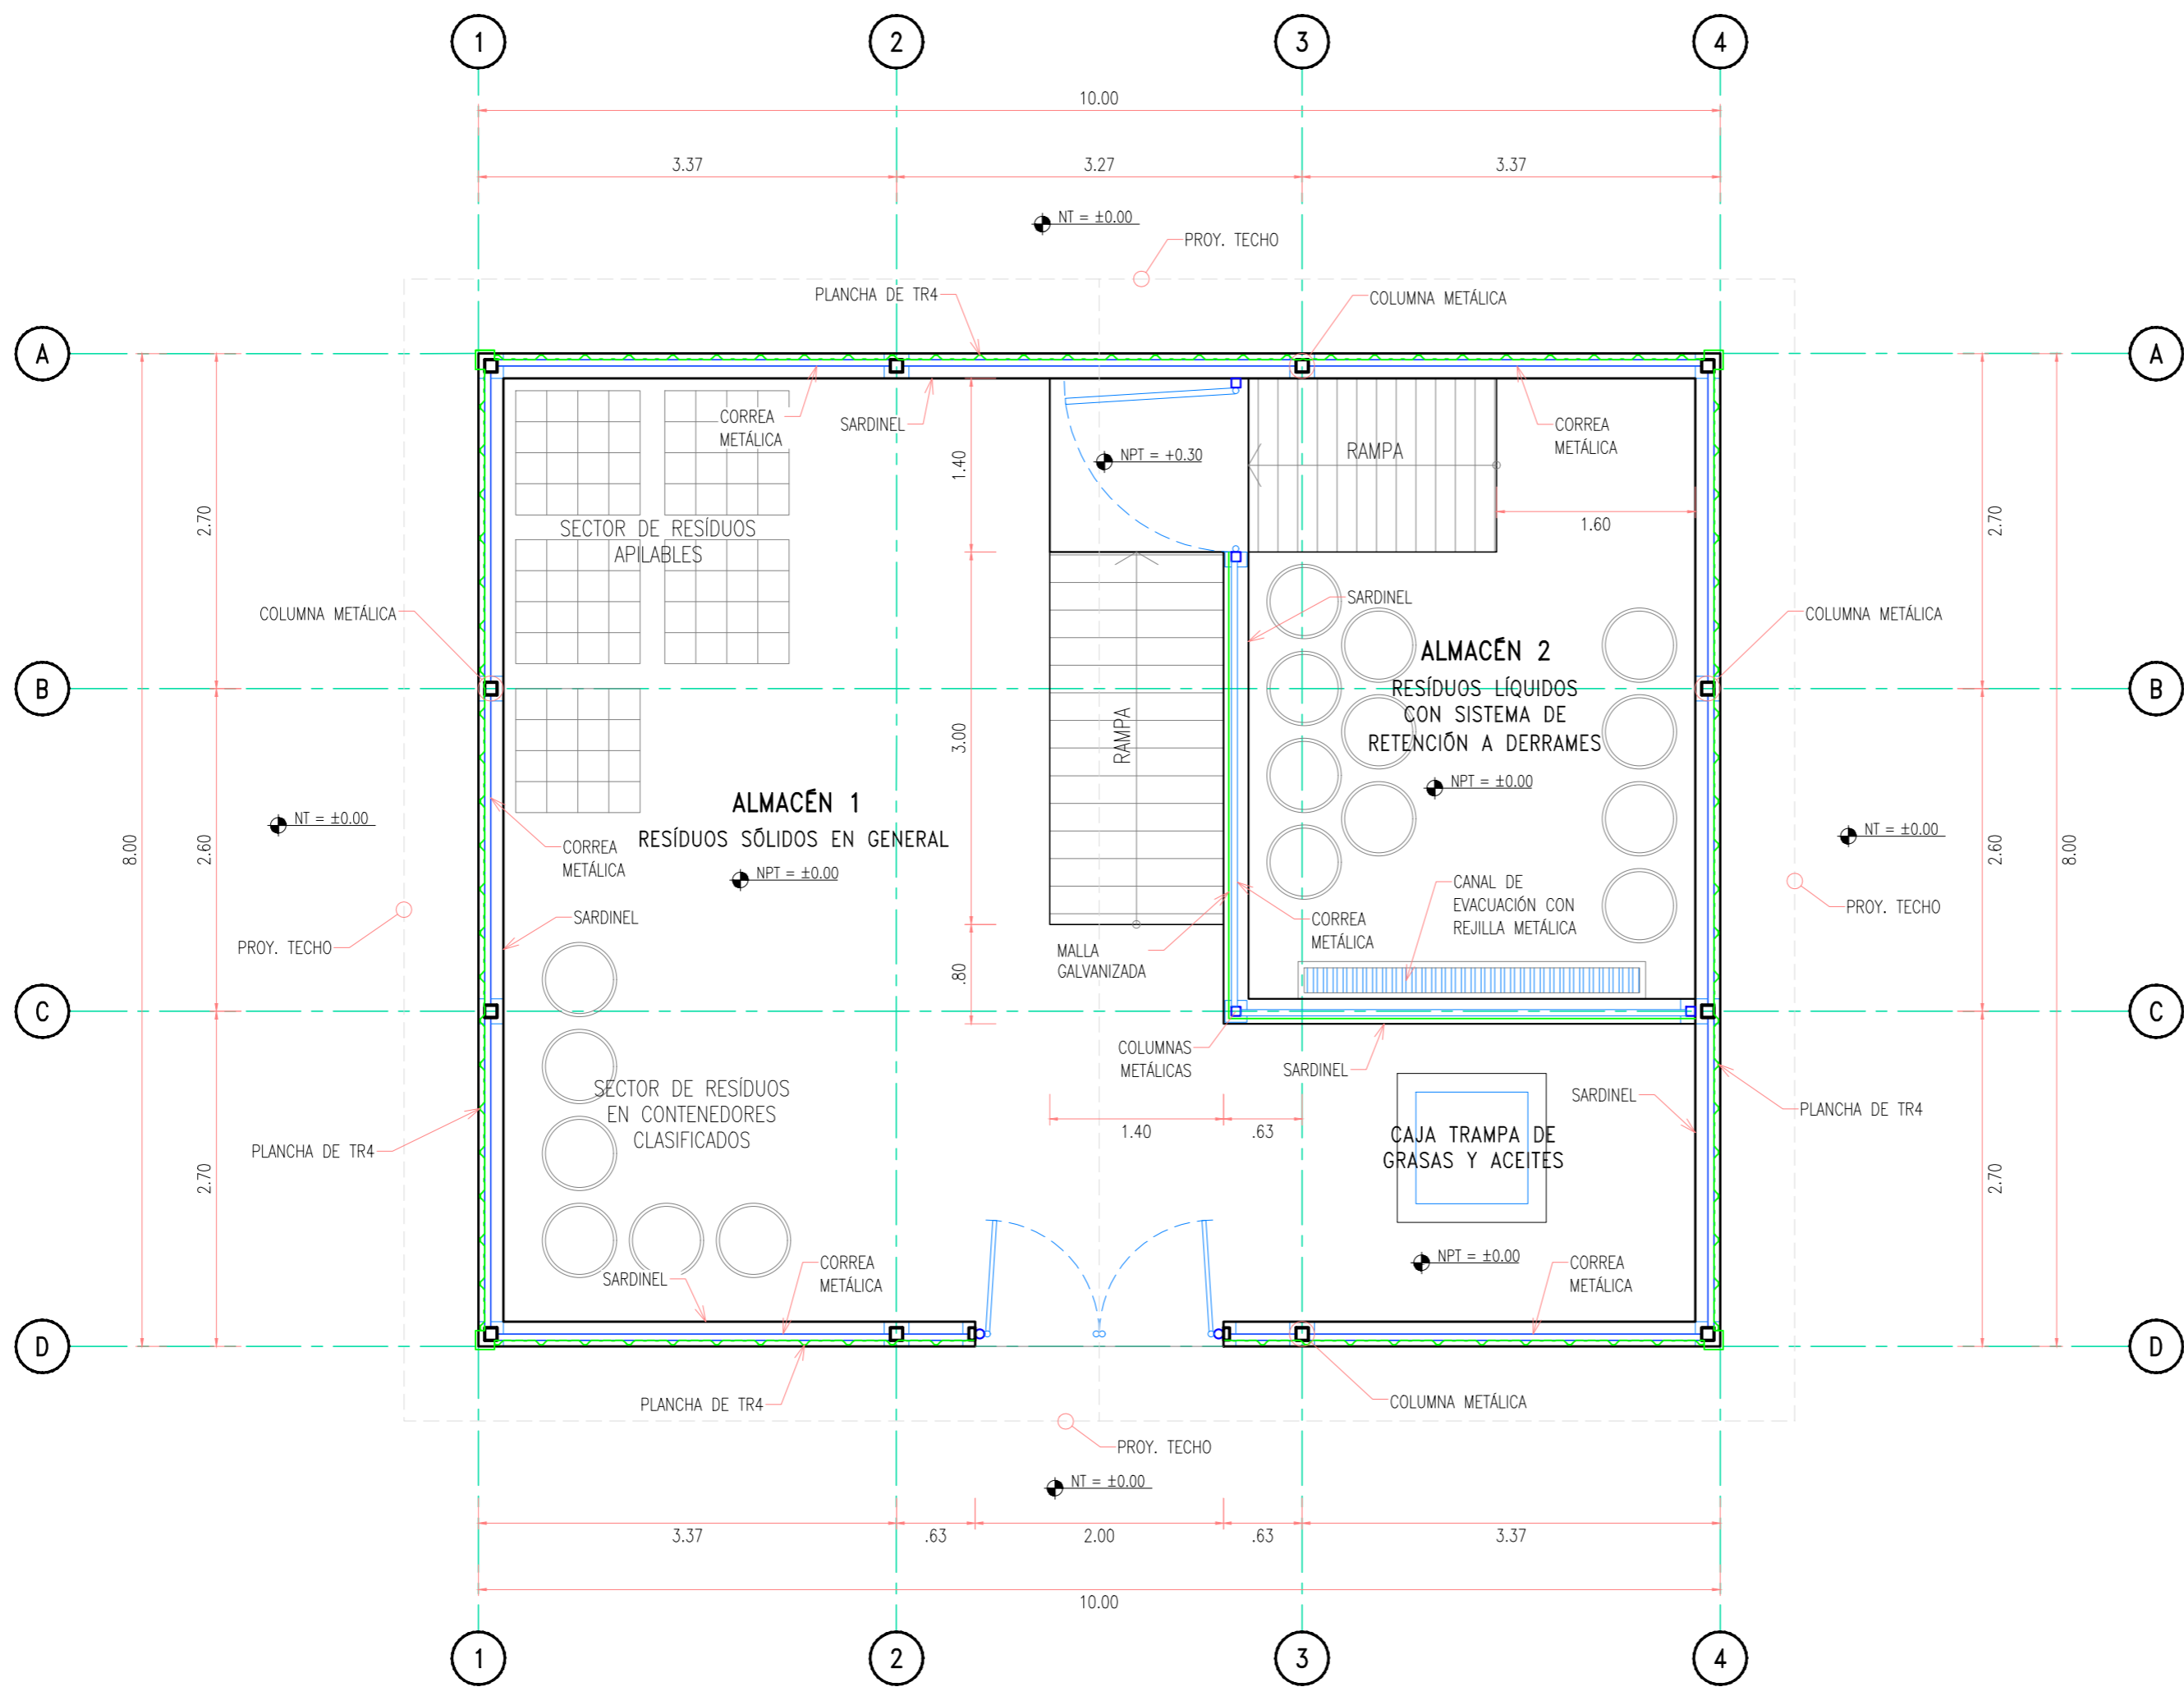 1
2
3
4
10.00
3.37
3.27
3.37
NT = ±0.00
PROY. TECHO
PLANCHA DE TR4
COLUMNA METÁLICA
A
A
CORREA
METÁLICA
SARDINEL
CORREA
METÁLICA
1.40
NPT = +0.30
RAMPA
1.60
2.70
2.70
SECTOR DE RESÍDUOS
APILABLES
COLUMNA METÁLICA
SARDINEL
COLUMNA METÁLICA
ALMACÉN 2
RESÍDUOS LÍQUIDOS
CON SISTEMA DE
RETENCIÓN A DERRAMES
NPT = ±0.00
B
B
RAMPA
3.00
ALMACÉN 1
RESÍDUOS SÓLIDOS EN GENERAL
NPT = ±0.00
NT = ±0.00
NT = ±0.00
8.00
2.60
2.60
8.00
CORREA
METÁLICA
SARDINEL
CANAL DE
EVACUACIÓN CON
REJILLA METÁLICA
CORREA
METÁLICA
PROY. TECHO
PROY. TECHO
MALLA
GALVANIZADA
.80
C
C
COLUMNAS
METÁLICAS
SARDINEL
SARDINEL
SECTOR DE RESÍDUOS
EN CONTENEDORES
CLASIFICADOS
1.40
.63
CAJA TRAMPA DE
GRASAS Y ACEITES
PLANCHA DE TR4
PLANCHA DE TR4
2.70
2.70
NPT = ±0.00
SARDINEL
CORREA
METÁLICA
CORREA
METÁLICA
D
D
PLANCHA DE TR4
COLUMNA METÁLICA
PROY. TECHO
NT = ±0.00
3.37
.63
2.00
.63
3.37
10.00
1
2
3
4